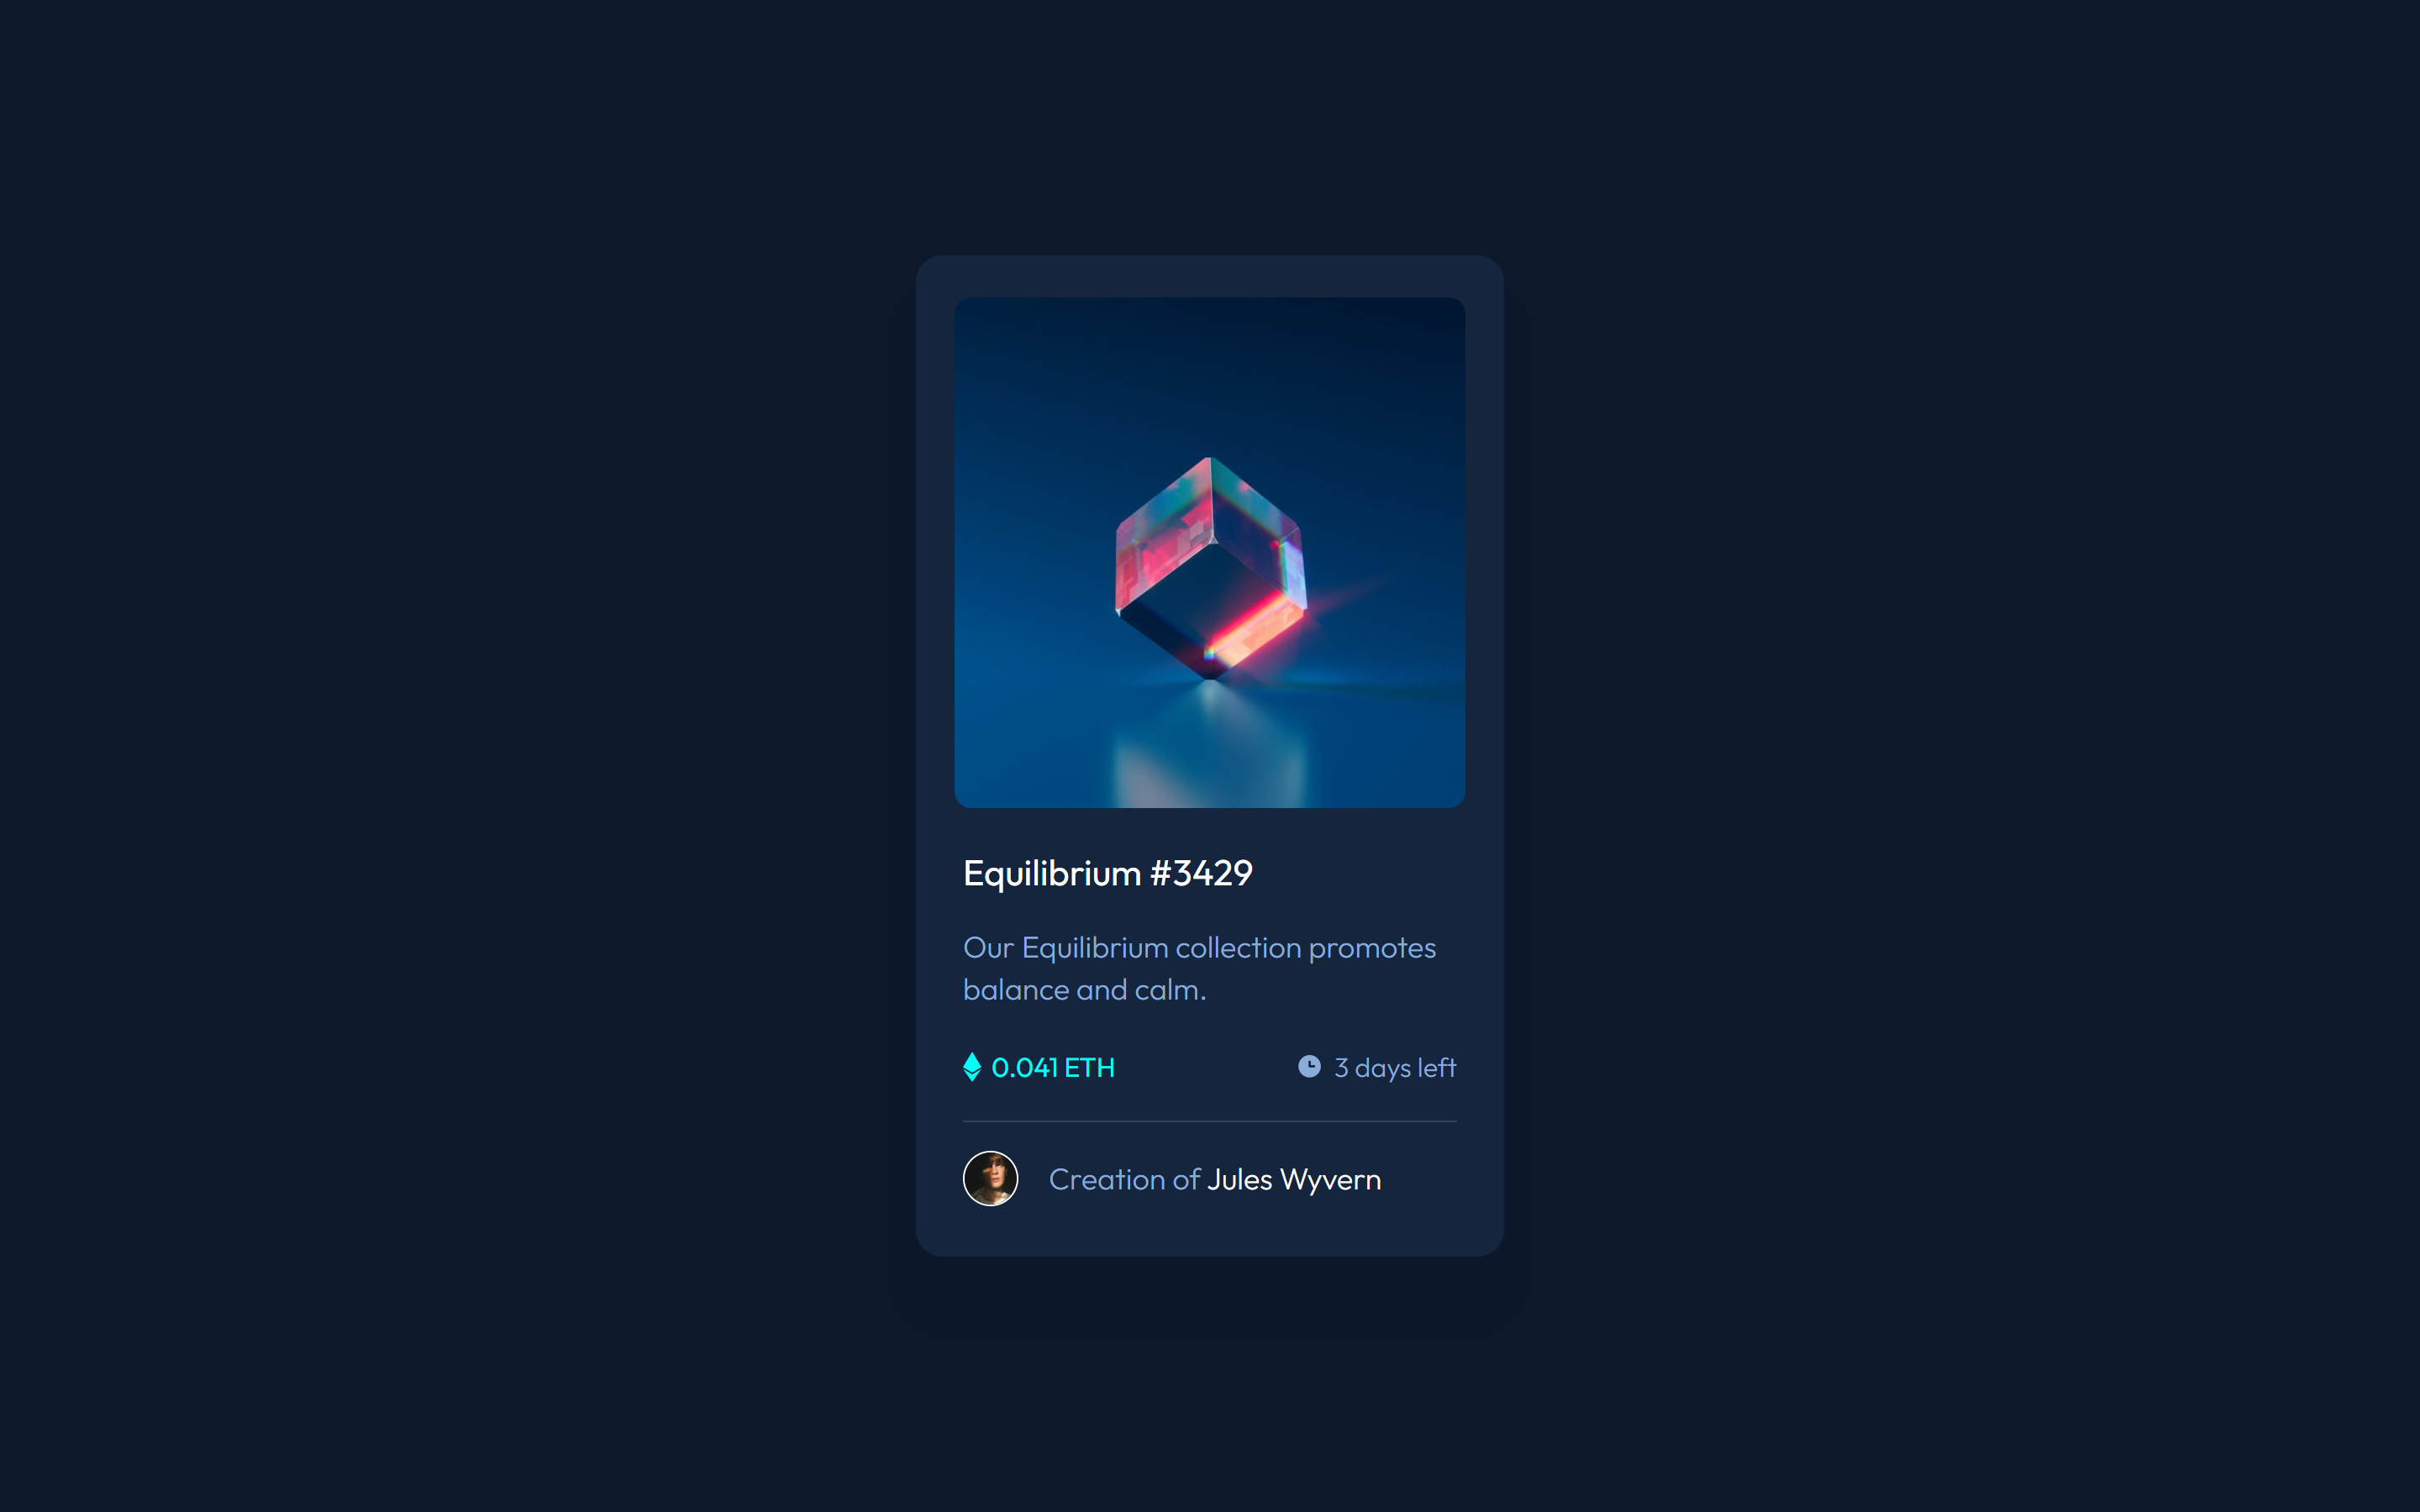 Equilibrium #3429
Our Equilibrium collection promotes
balance and calm.
0.041 ETH
3 days left
Creation of Jules Wyvern